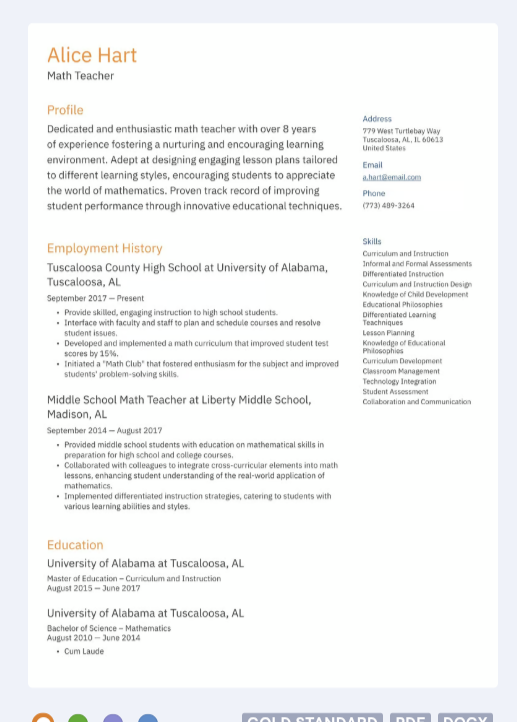 Alice Hart
Math Teacher
Profile
Dedicated and enthusiastic math teacher with over 8 years
of experience fostering a nurturing and encouraging learning
environment. Adept at designing engaging lesson plans tailored
to different learning styles, encouraging students to appreciate
the world of mathematics. Proven track record of improving
student performance through innovative educational techniques.
Employment History
Tuscaloosa County High School at University of Alabama,
Tuscaloosa, AL
September 2017 — Present
• Provide skilled, engaging instruction to high school students.
• Interface with faculty and staff to plan and schedule courses and resolve
student issues.
• Developed and implemented a math curriculum that improved student test
scores by 15%.
• Initiated a "Math Club" that fostered enthusiasm for the subject and improved
students' problem-solving skills.
Middle School Math Teacher at Liberty Middle School,
Madison, AL
September 2014 — August 2017
• Provided middle school students with education on mathematical skills in
preparation for high school and college courses.
• Collaborated with colleagues to integrate cross-curricular elements into math
lessons, enhancing student understanding of the real-world application of
mathematics.
• Implemented differentiated instruction strategies, catering to students with
various learning abilities and styles.
Education
University of Alabama at Tuscaloosa, AL
Master of Education – Curriculum and Instruction
August 2015 — June 2017
University of Alabama at Tuscaloosa, AL
Bachelor of Science – Mathematics
August 2010 — June 2014
• Cum Laude
Address
779 West Turtlebay Way
Tuscaloosa, AL, IL 60613
United States
Email
a.hart@email.com
Phone
(773) 489-3264
Skills
Curriculum and Instruction
Informal and Formal Assessments
Differentiated Instruction
Curriculum and Instruction Design
Knowledge of Child Development
Educational Philosophies
Differentiated Learning
Teachniques
Lesson Planning
Knowledge of Educational
Philosophies
Curriculum Development
Classroom Management
Technology Integration
Student Assessment
Collaboration and Communication
GOLD STANDARD PDF DOCX